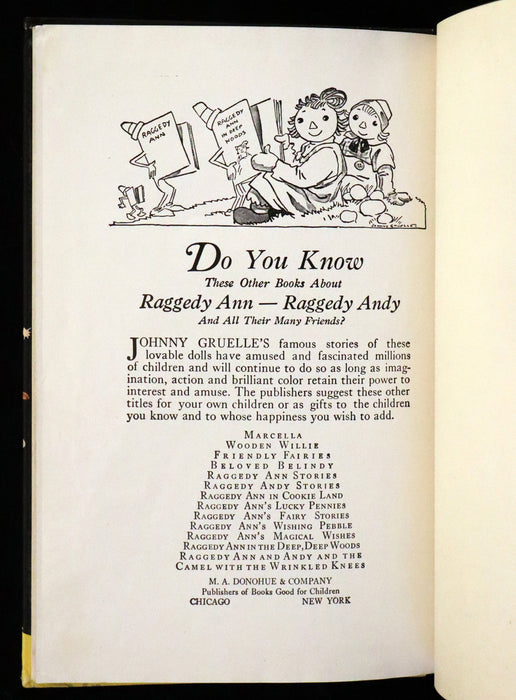 RAGGEDY ANN
RAGGEDY ANN IN DEEP WOODS
Do You Know
These Other Books About
Raggedy Ann — Raggedy Andy
And All Their Many Friends?
JOHNNY GRUELLE'S famous stories of these
lovable dolls have amused and fascinated millions
of children and will continue to do so as long as imag-
ination, action and brilliant color retain their power to
interest and amuse. The publishers suggest these other
titles for your own children or as gifts to the children
you know and to whose happiness you wish to add.
MARCELLA
WOODEN WILLIE
FRIENDLY FAIRIES
BELOVED BELINDY
RAGGEDY ANN STORIES
RAGGEDY ANDY STORIES
RAGGEDY ANN IN COOKIE LAND
RAGGEDY ANN'S LUCKY PENNIES
RAGGEDY ANN'S FAIRY STORIES
RAGGEDY ANN'S WISHING PEBBLE
RAGGEDY ANN'S MAGICAL WISHES
RAGGEDY ANN IN THE DEEP, DEEP WOODS
RAGGEDY ANN AND ANDY AND THE
CAMEL WITH THE WRINKLED KNEES
M. A. DONOHUE & COMPANY
Publishers of Books Good for Children
CHICAGO NEW YORK